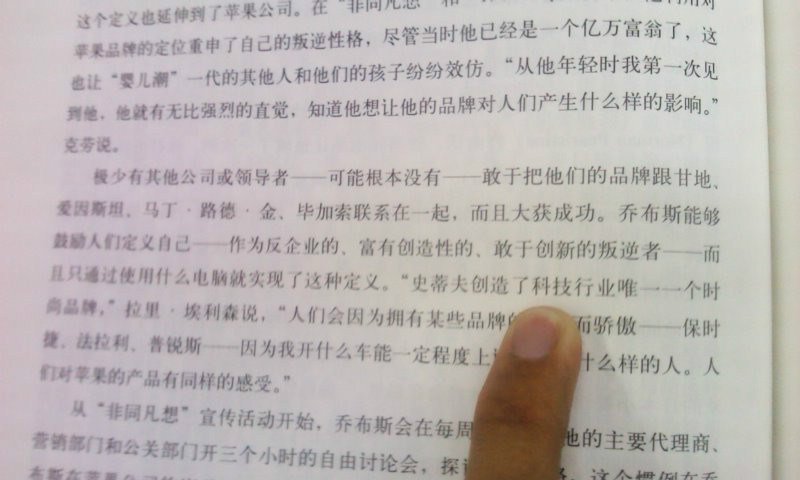 这个定义也延伸到了苹果公司。在“非同凡想”和
苹果品牌的定位重申了自己的叛逆性格，尽管当时他已经是一个亿万富翁了，这
也让“婴儿潮”一代的其他人和他们的孩子纷纷效仿。“从他年轻时我第一次见
到他，他就有无比强烈的直觉，知道他想让他的品牌对人们产生什么样的影响。”
克劳说。
极少有其他公司或领导者——可能根本没有——敢于把他们的品牌跟甘地、
爱因斯坦、马丁·路德·金、毕加索联系在一起，而且大获成功。乔布斯能够
鼓励人们定义自己——作为反企业的、富有创造性的、敢于创新的叛逆者——而
且只通过使用什么电脑就实现了这种定义。“史蒂夫创造了科技行业唯一一个时
尚品牌，”拉里·埃利森说，“人们会因为拥有某些品牌的 而骄傲——保时
捷、法拉利、普锐斯——因为我开什么车能一定程度上 什么样的人。人
们对苹果的产品有同样的感受。”
从“非同凡想”宣传活动开始，乔布斯会在每周 他的主要代理商、
营销部门和公关部门开三个小时的自由讨论会，探 这个惯例在乔